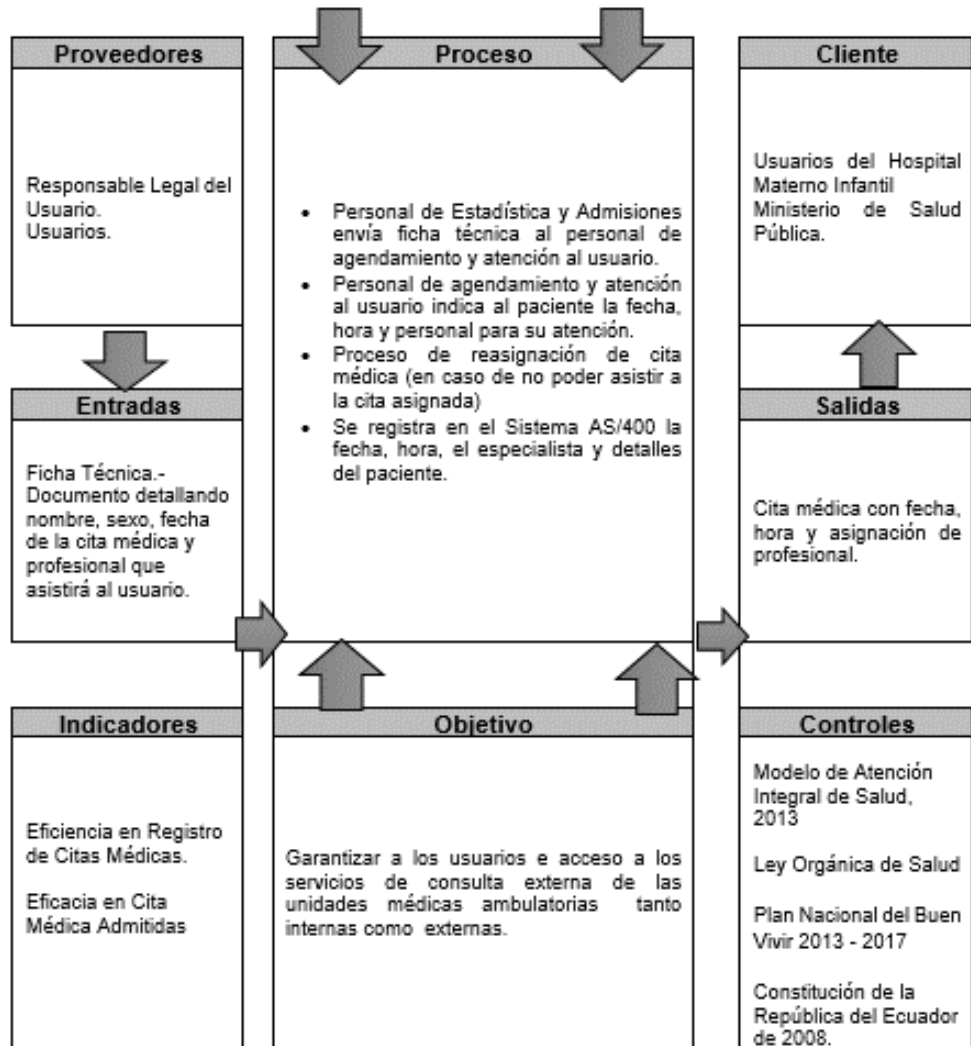 Proveedores
Responsable Legal del
Usuario.
Usuarios.
Entradas
Ficha Técnica.-
Documento detallando
nombre, sexo, fecha
de la cita médica y
profesional que
asistirá al usuario.
Indicadores
Eficiencia en Registro
de Citas Médicas.
Eficacia en Cita
Médica Admitidas
Proceso
• Personal de Estadística y Admisiones
envía ficha técnica al personal de
agendamiento y atención al usuario.
• Personal de agendamiento y atención
al usuario indica al paciente la fecha,
hora y personal para su atención.
• Proceso de reasignación de cita
médica (en caso de no poder asistir a
la cita asignada)
• Se registra en el Sistema AS/400 la
fecha, hora, el especialista y detalles
del paciente.
Objetivo
Garantizar a los usuarios e acceso a los
servicios de consulta externa de las
unidades médicas ambulatorias tanto
internas como externas.
Cliente
Usuarios del Hospital
Materno Infantil
Ministerio de Salud
Pública.
Salidas
Cita médica con fecha,
hora y asignación de
profesional.
Controles
Modelo de Atención
Integral de Salud,
2013
Ley Orgánica de Salud
Plan Nacional del Buen
Vivir 2013 - 2017
Constitución de la
República del Ecuador
de 2008.